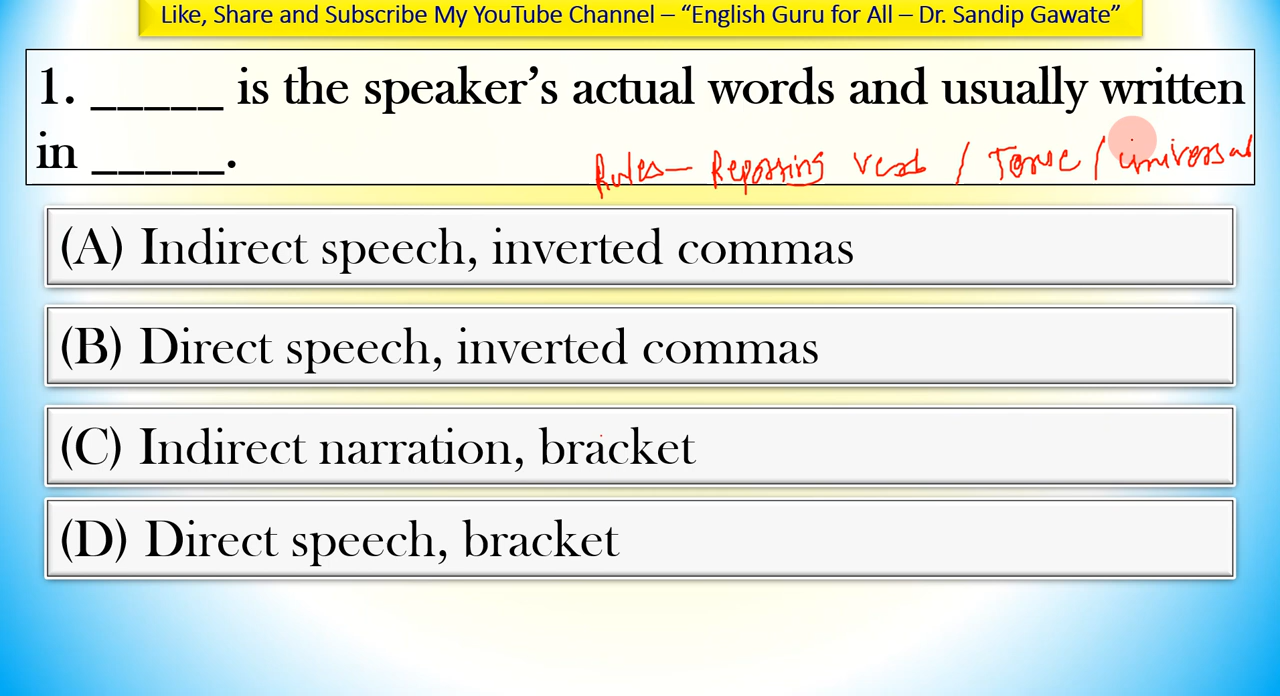 Like, Share and Subscribe My YouTube Channel – “English Guru for All – Dr. Sandip Gawate”
1. _____ is the speaker’s actual words and usually written
in _____.
Rules— Reporting verb / Tense / universal
(A) Indirect speech, inverted commas
(B) Direct speech, inverted commas
(C) Indirect narration, bracket
(D) Direct speech, bracket